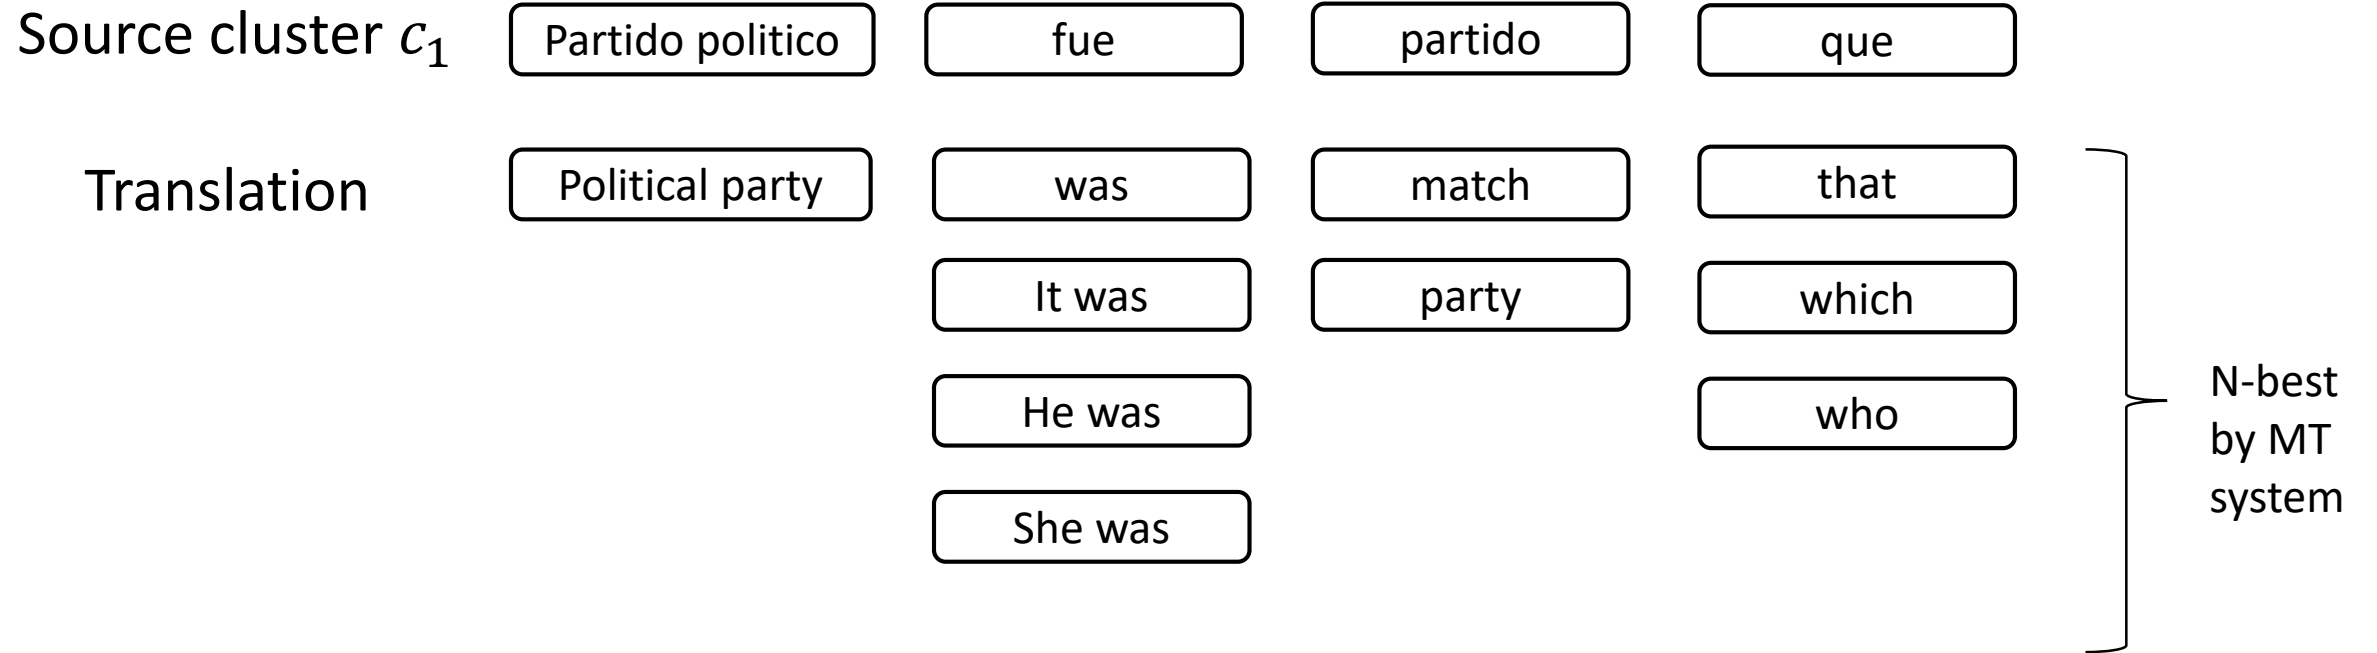 Source cluster c₁ Partido politico fue partido que
Translation Political party was match that
It was party which
He was who
She was
N-best
by MT
system